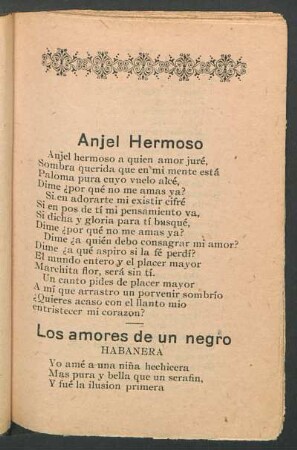 Anjel Hermoso
Anjel hermoso a quien amor juré,
Sombra querida que en mi mente está
Paloma pura cuyo vuelo alcé,
Dime ¿por qué no me amas ya?
Si en adorarte mi existir cifré
Si en pos de tí mi pensamiento va,
Si dicha y gloria para tí busqué,
Dime ¿por qué no me amas ya?
Dime ¿a quién debo consagrar mi amor?
Dime ¿a qué aspiro si la fé perdí?
El mundo entero y el placer mayor
Marchita flor, será sin tí.
Un canto pides de placer mayor
A mi que arrastro un porvenir sombrio
¿Quieres acaso con el llanto mio
entristecer mi corazon?
Los amores de un negro
HABANERA
Yo amé a una niña hechicera
Mas pura y bella que un serafin,
Y fué la ilusion primera